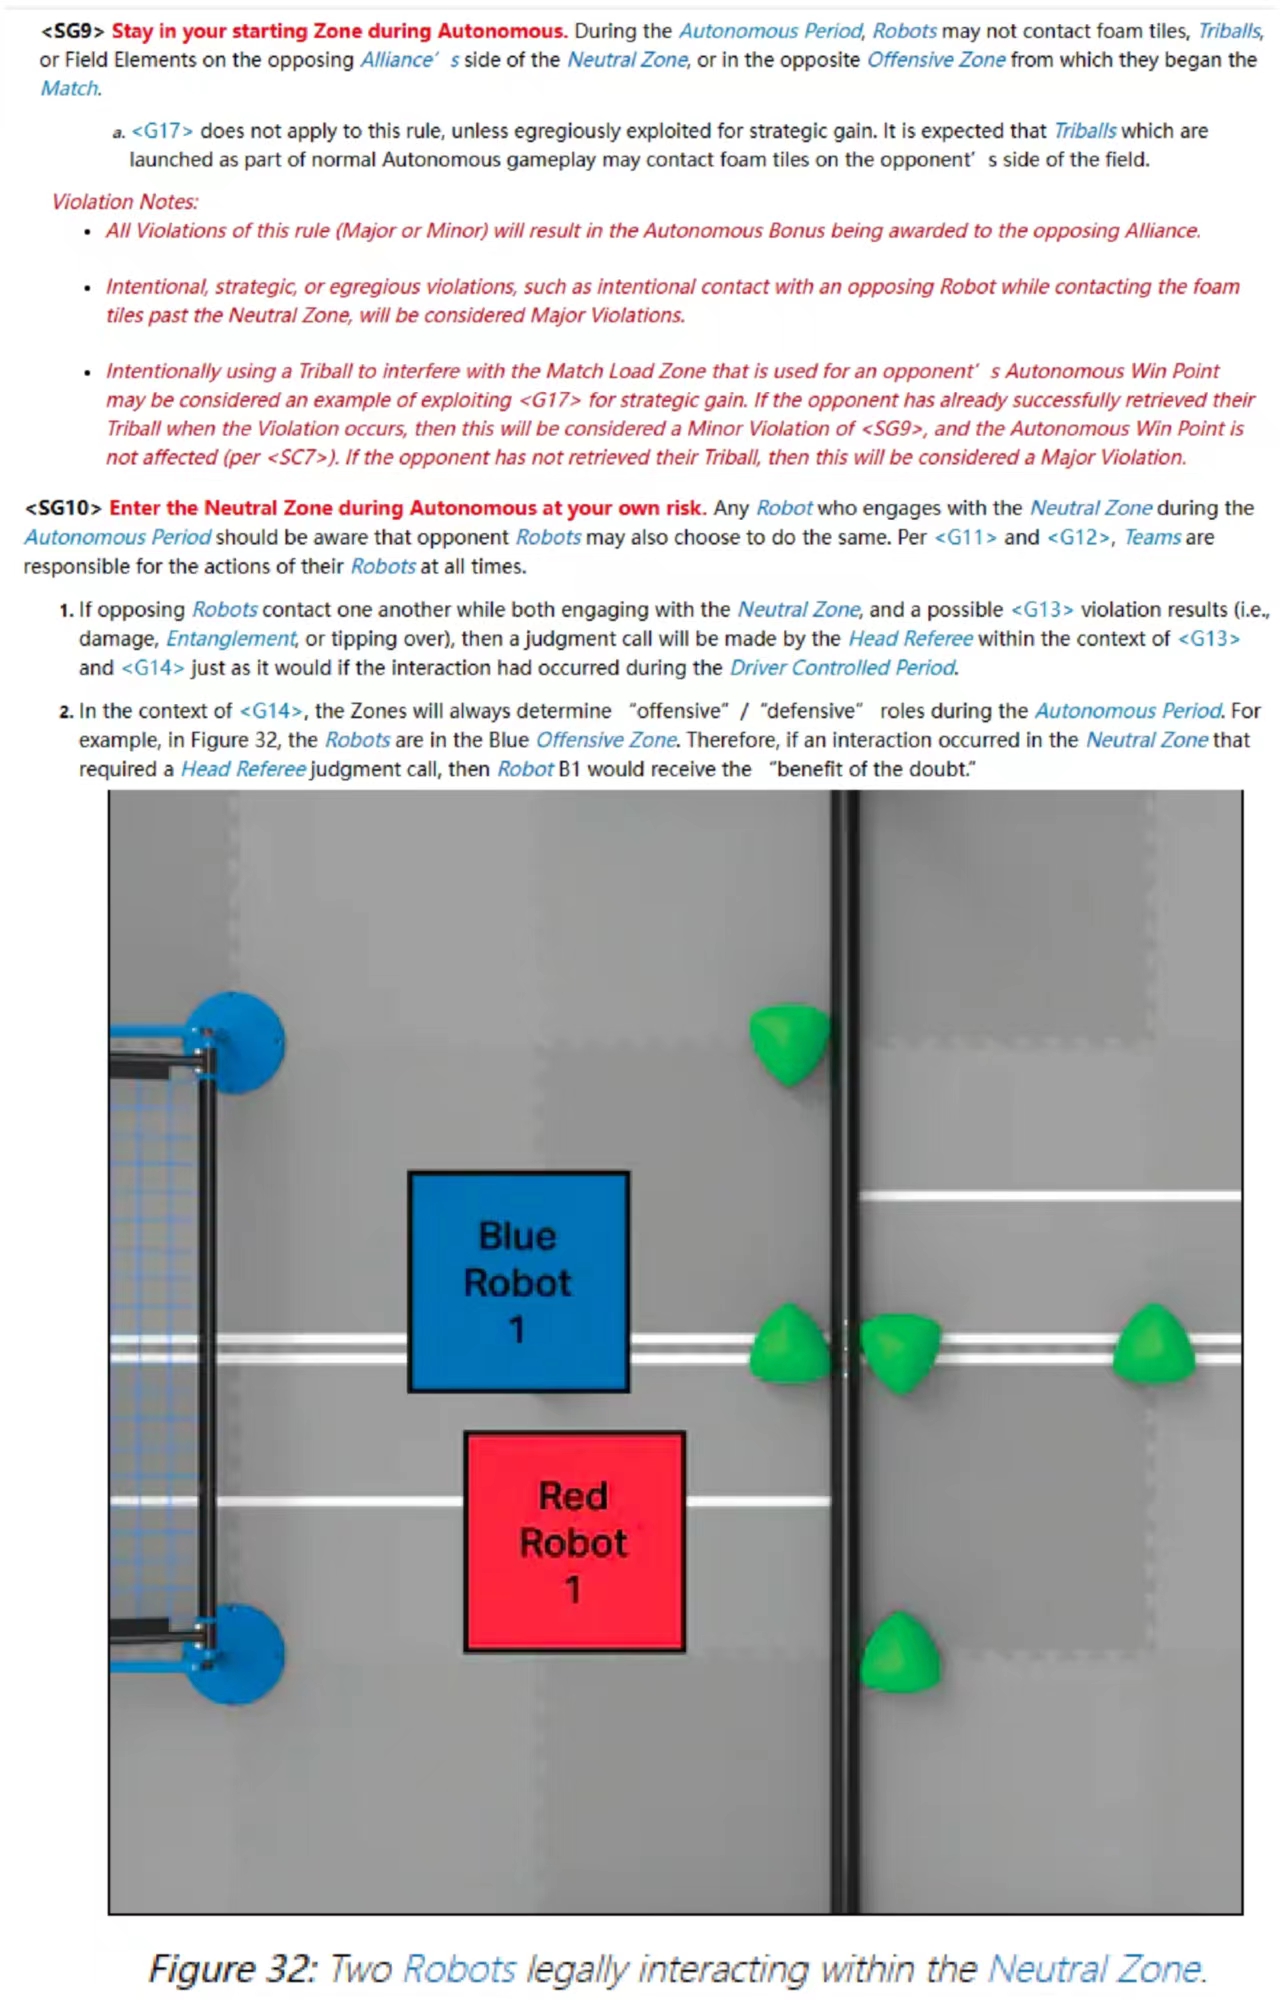 <SG9> Stay in your starting Zone during Autonomous. During the Autonomous Period, Robots may not contact foam tiles, Triballs,
or Field Elements on the opposing Alliance’ s side of the Neutral Zone, or in the opposite Offensive Zone from which they began the
Match.
a. <G17> does not apply to this rule, unless egregiously exploited for strategic gain. It is expected that Triballs which are
launched as part of normal Autonomous gameplay may contact foam tiles on the opponent’ s side of the field.
Violation Notes:
• All Violations of this rule (Major or Minor) will result in the Autonomous Bonus being awarded to the opposing Alliance.
• Intentional, strategic, or egregious violations, such as intentional contact with an opposing Robot while contacting the foam
tiles past the Neutral Zone, will be considered Major Violations.
• Intentionally using a Triball to interfere with the Match Load Zone that is used for an opponent’ s Autonomous Win Point
may be considered an example of exploiting <G17> for strategic gain. If the opponent has already successfully retrieved their
Triball when the Violation occurs, then this will be considered a Minor Violation of <SG9>, and the Autonomous Win Point is
not affected (per <SC7>). If the opponent has not retrieved their Triball, then this will be considered a Major Violation.
<SG10> Enter the Neutral Zone during Autonomous at your own risk. Any Robot who engages with the Neutral Zone during the
Autonomous Period should be aware that opponent Robots may also choose to do the same. Per <G11> and <G12>, Teams are
responsible for the actions of their Robots at all times.
1. If opposing Robots contact one another while both engaging with the Neutral Zone, and a possible <G13> violation results (i.e.,
damage, Entanglement, or tipping over), then a judgment call will be made by the Head Referee within the context of <G13>
and <G14> just as it would if the interaction had occurred during the Driver Controlled Period.
2. In the context of <G14>, the Zones will always determine “offensive” / “defensive” roles during the Autonomous Period. For
example, in Figure 32, the Robots are in the Blue Offensive Zone. Therefore, if an interaction occurred in the Neutral Zone that
required a Head Referee judgment call, then Robot B1 would receive the “benefit of the doubt.”
Blue
Robot
1
Red
Robot
1
Figure 32: Two Robots legally interacting within the Neutral Zone.